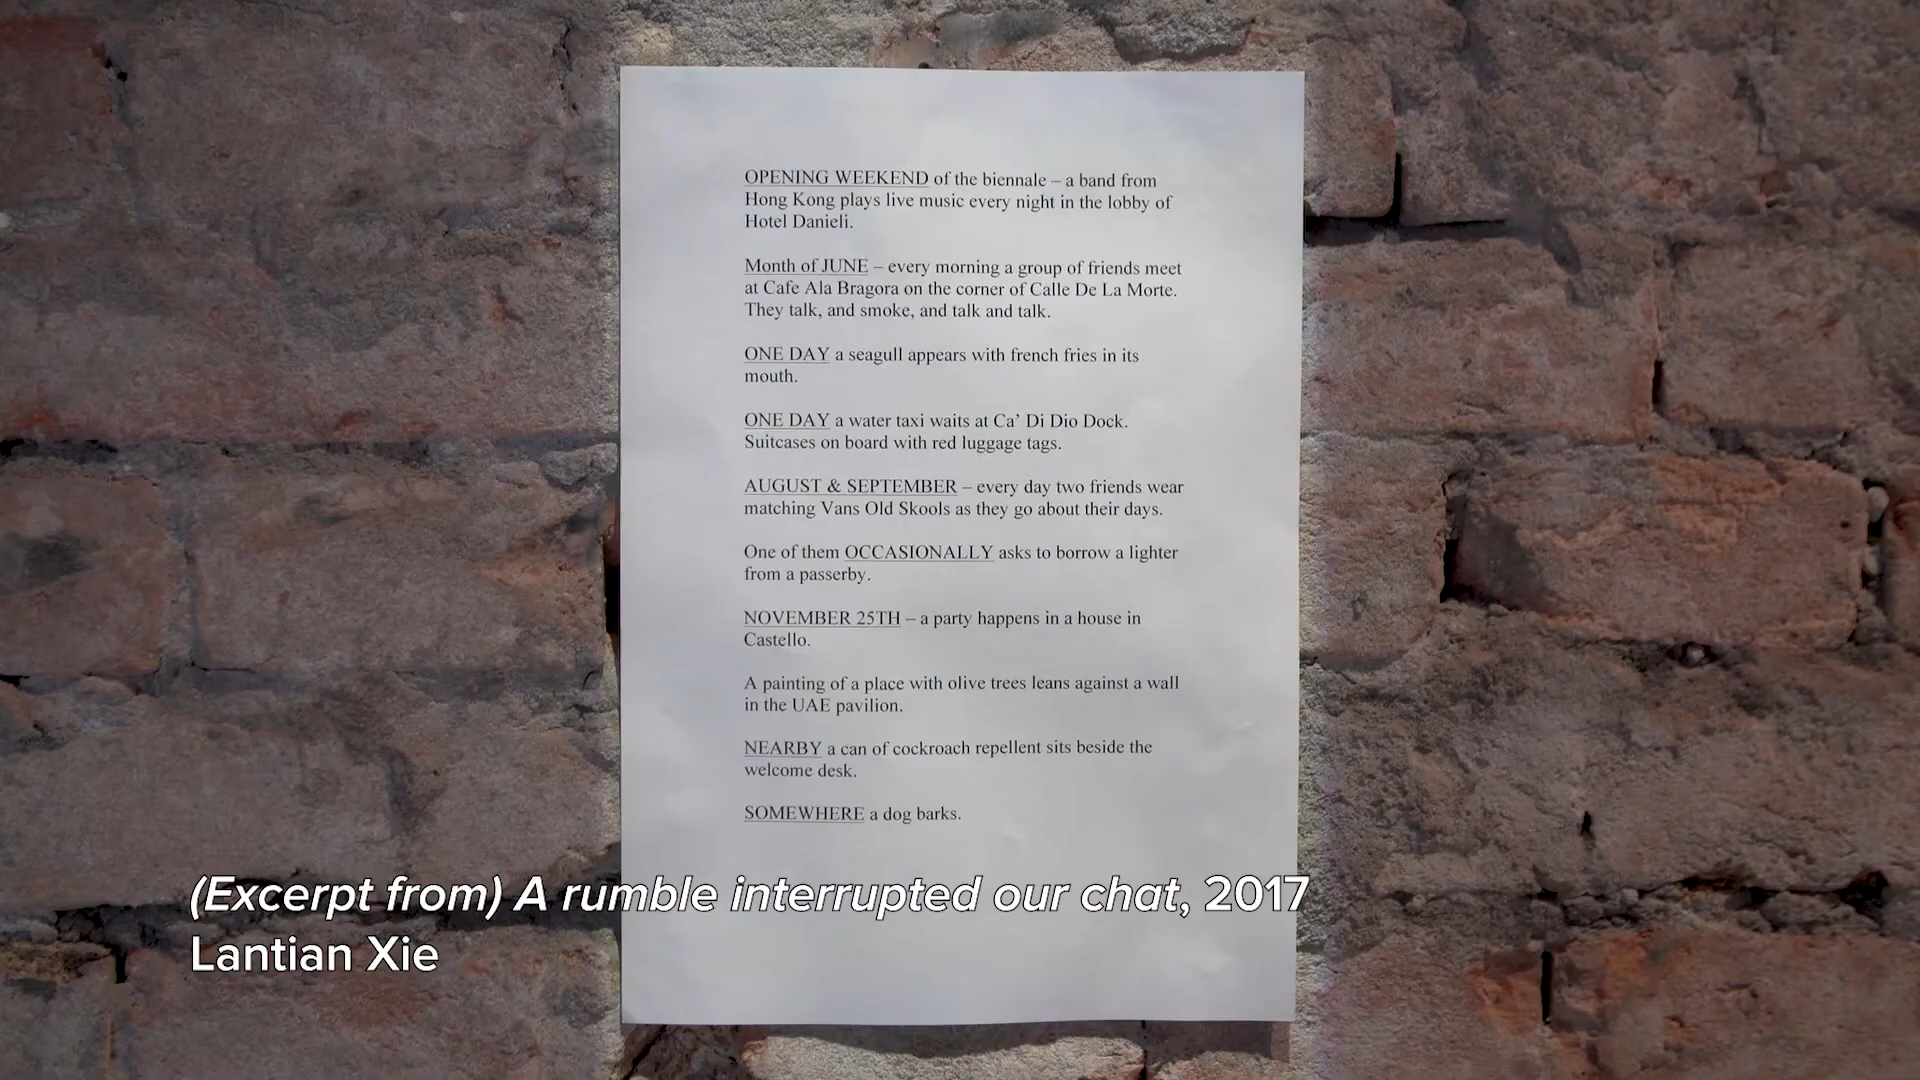 OPENING WEEKEND of the biennale – a band from
Hong Kong plays live music every night in the lobby of
Hotel Danieli.
Month of JUNE – every morning a group of friends meet
at Cafe Ala Bragora on the corner of Calle De La Morte.
They talk, and smoke, and talk and talk.
ONE DAY a seagull appears with french fries in its
mouth.
ONE DAY a water taxi waits at Ca’ Di Dio Dock.
Suitcases on board with red luggage tags.
AUGUST & SEPTEMBER – every day two friends wear
matching Vans Old Skools as they go about their days.
One of them OCCASIONALLY asks to borrow a lighter
from a passerby.
NOVEMBER 25TH – a party happens in a house in
Castello.
A painting of a place with olive trees leans against a wall
in the UAE pavilion.
NEARBY a can of cockroach repellent sits beside the
welcome desk.
SOMEWHERE a dog barks.
(Excerpt from) A rumble interrupted our chat, 2017
Lantian Xie